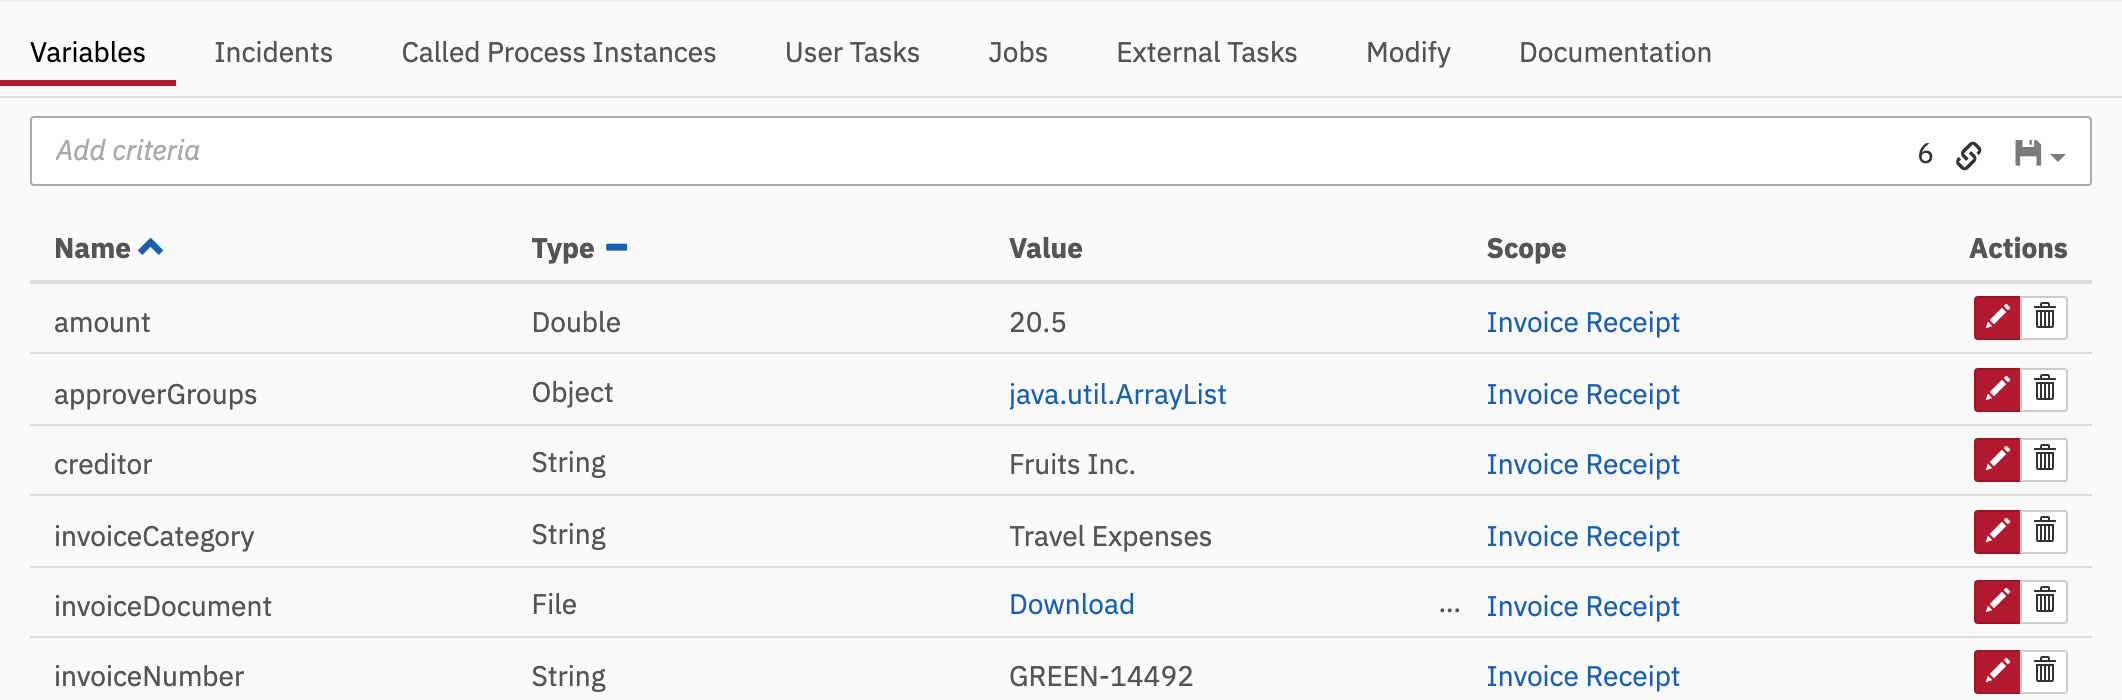 Variables Incidents Called Process Instances User Tasks Jobs External Tasks Modify Documentation
Add criteria 6
Name Type Value Scope Actions
amount Double 20.5 Invoice Receipt
approverGroups Object java.util.ArrayList Invoice Receipt
creditor String Fruits Inc. Invoice Receipt
invoiceCategory String Travel Expenses Invoice Receipt
invoiceDocument File Download ... Invoice Receipt
invoiceNumber String GREEN-14492 Invoice Receipt